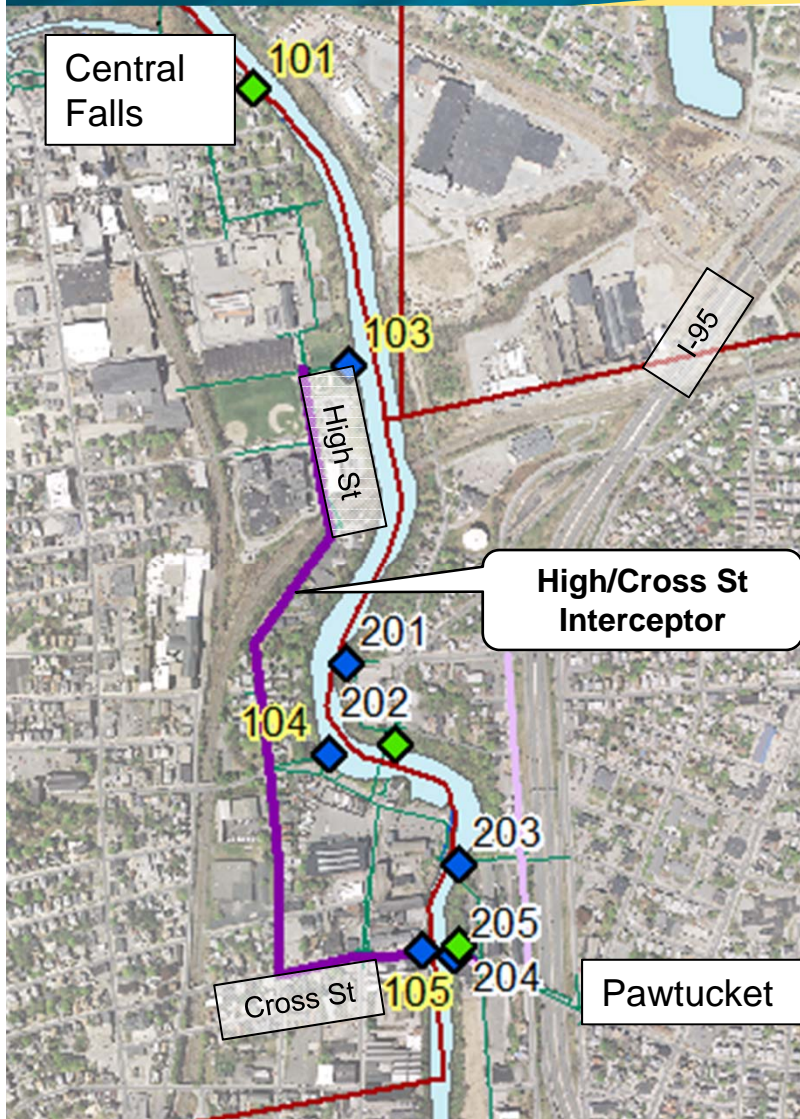 Central
Falls
101
103
I-95
High St
High/Cross St
Interceptor
201
202
104
203
205
204
105
Cross St
Pawtucket